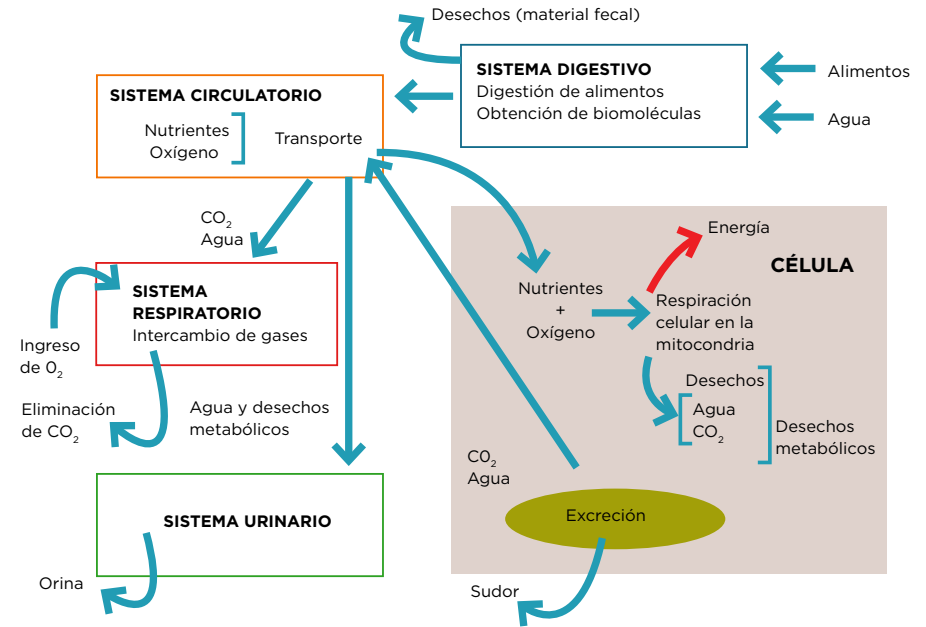 Desechos (material fecal)
SISTEMA DIGESTIVO
Digestión de alimentos
Obtención de biomoléculas
Alimentos
Agua
SISTEMA CIRCULATORIO
Nutrientes
Oxígeno
Transporte
CO₂
Agua
SISTEMA
RESPIRATORIO
Intercambio de gases
Ingreso
de 0₂
Eliminación
de CO₂
Agua y desechos
metabólicos
SISTEMA URINARIO
Orina
CÉLULA
Energía
Nutrientes
+
Oxígeno
Respiración
celular en la
mitocondria
Desechos
Agua
CO₂
Desechos
metabólicos
C0₂
Agua
Excreción
Sudor